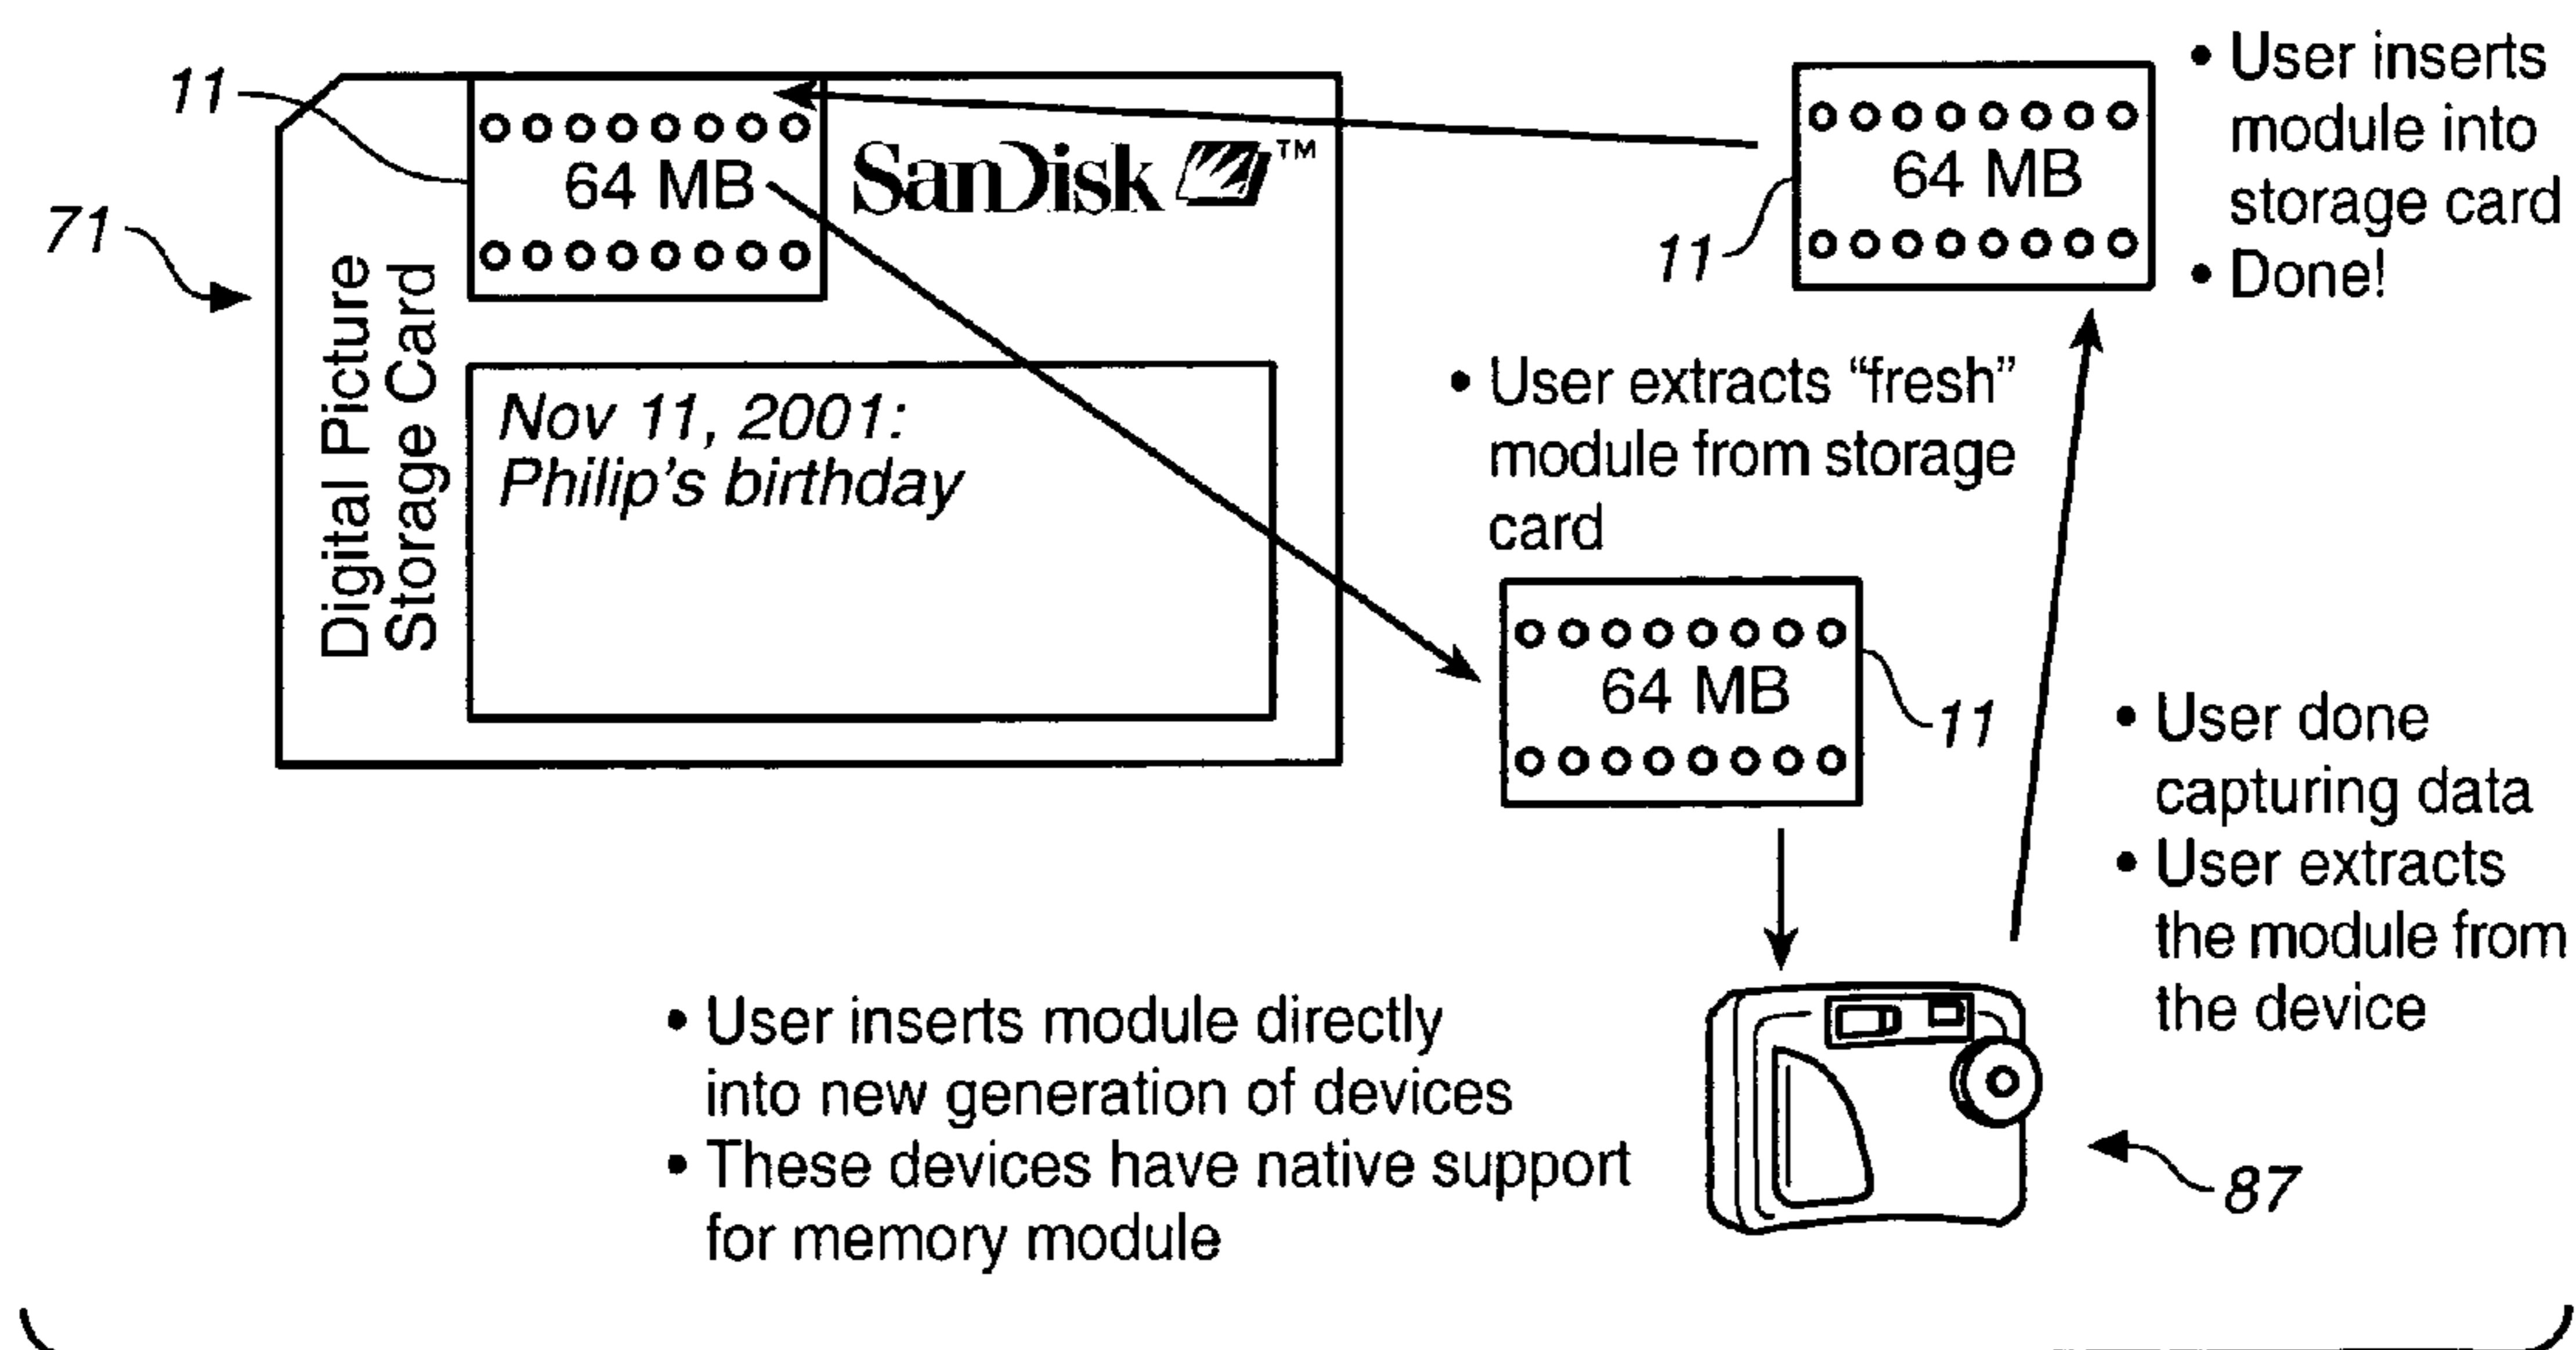 11
71
Digital Picture
Storage Card
64 MB
SanDisk ™
Nov 11, 2001:
Philip's birthday
11
64 MB
• User inserts
module into
storage card
• Done!
• User extracts “fresh”
module from storage
card
64 MB
11
• User done
capturing data
• User extracts
the module from
the device
• User inserts module directly
into new generation of devices
• These devices have native support
for memory module
87